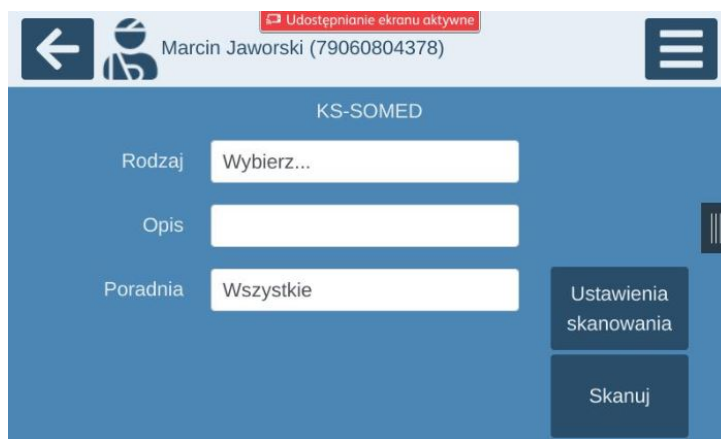 Udostępnianie ekranu aktywne
Marcin Jaworski (79060804378)
KS-SOMED
Rodzaj
Wybierz...
Opis
Poradnia
Wszystkie
Ustawienia
skanowania
Skanuj